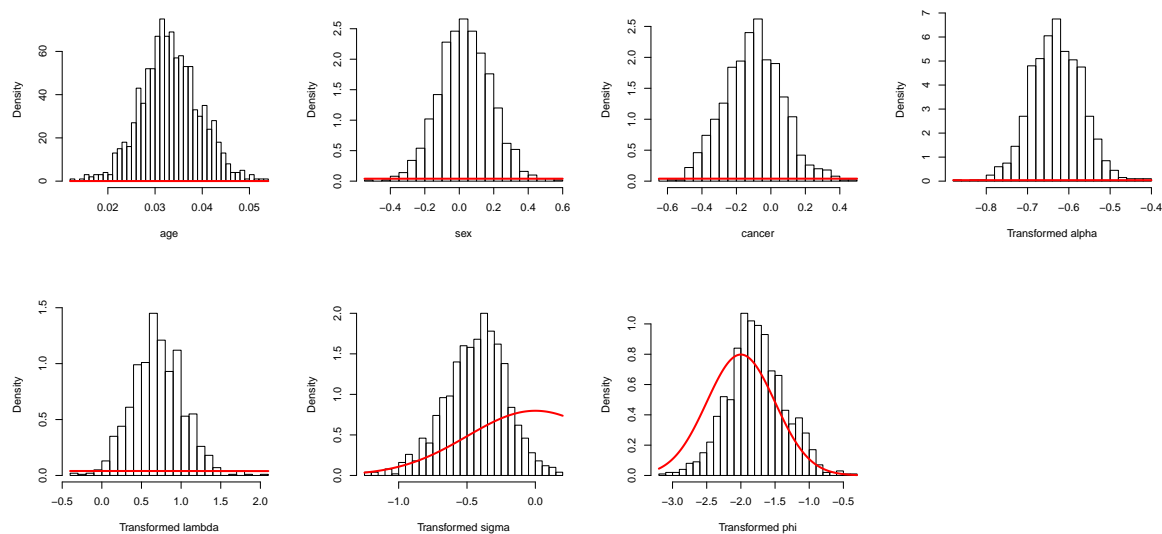 Density
0 20 40 60
0.02 0.03 0.04 0.05
age
Density
0.0 0.5 1.0 1.5 2.0 2.5
−0.4 −0.2 0.0 0.2 0.4 0.6
sex
Density
0.0 0.5 1.0 1.5 2.0 2.5
−0.6 −0.4 −0.2 0.0 0.2 0.4
cancer
Density
0 1 2 3 4 5 6 7
−0.8 −0.7 −0.6 −0.5 −0.4
Transformed alpha
Density
0.0 0.5 1.0 1.5
−0.5 0.0 0.5 1.0 1.5 2.0
Transformed lambda
Density
0.0 0.5 1.0 1.5 2.0
−1.0 −0.5 0.0
Transformed sigma
Density
0.0 0.2 0.4 0.6 0.8 1.0
−3.0 −2.5 −2.0 −1.5 −1.0 −0.5
Transformed phi